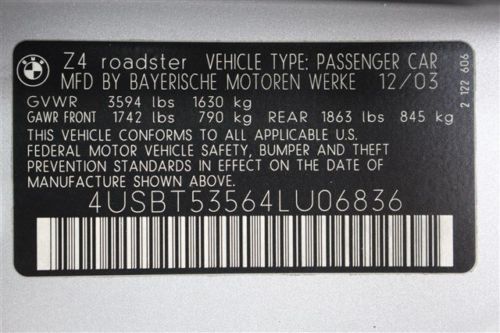 BMW
Z4 roadster VEHICLE TYPE: PASSENGER CAR
MFD BY BAYERISCHE MOTOREN WERKE 12/03
GVWR 3594 lbs 1630 kg
GAWR FRONT 1742 lbs 790 kg REAR 1863 lbs 845 kg
THIS VEHICLE CONFORMS TO ALL APPLICABLE U.S.
FEDERAL MOTOR VEHICLE SAFETY, BUMPER AND THEFT
PREVENTION STANDARDS IN EFFECT ON THE DATE OF
MANUFACTURE SHOWN ABOVE.
4USBT53564LU06836
2 122 606